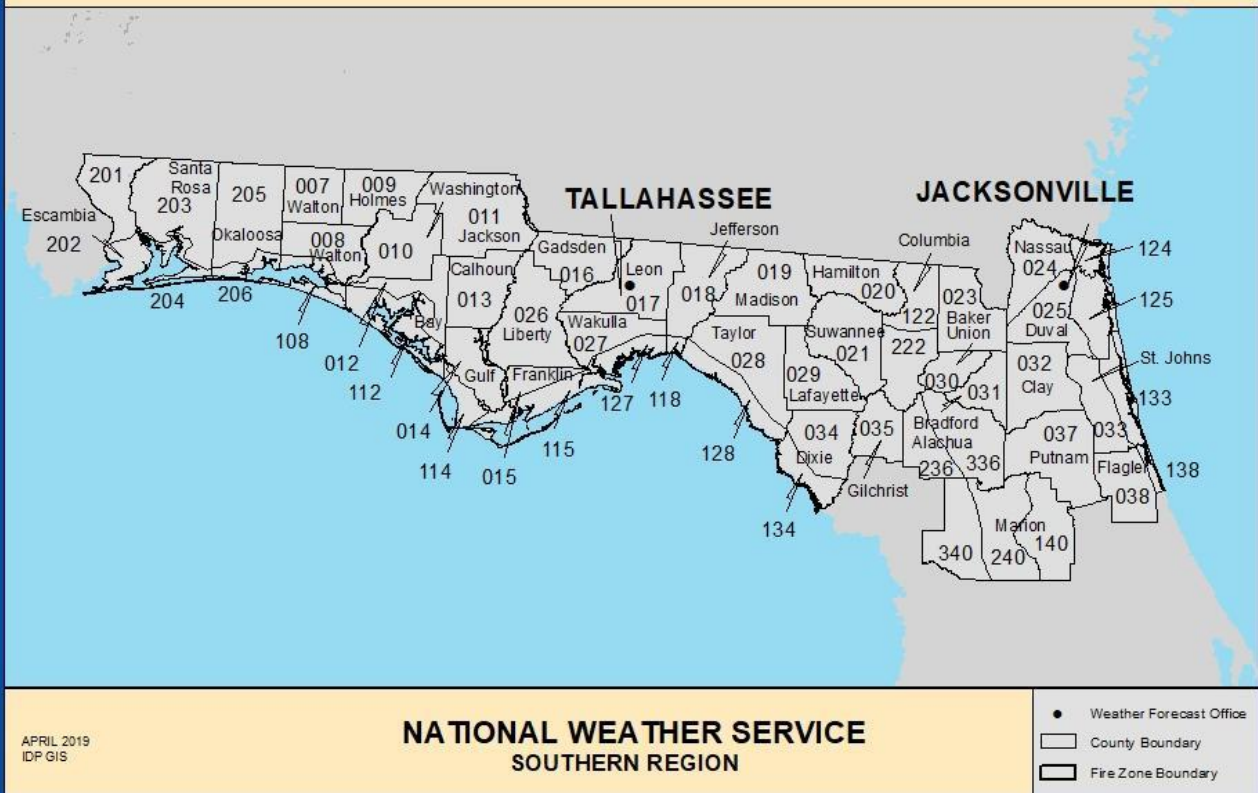 201
Santa
Rosa
203
205
007
Walton
009
Holmes
Washington
011
Jackson
TALLAHASSEE
JACKSONVILLE
Escambia
202
Okaloosa
008
Walton
010
Gadsden
016
Leon
017
Jefferson
018
019
Madison
Hamilton
020
Columbia
122
023
Baker
Union
Nassau
024
124
025
Duval
125
204
206
108
012
112
Bay
Calhoun
013
026
Liberty
Wakulla
027
Taylor
028
Suwannee
021
222
029
Lafayette
030
031
032
Clay
St. Johns
133
014
Gulf
Franklin
114
015
115
127
118
128
034
Dixie
134
035
Gilchrist
Bradford
Alachua
236
336
037
Putnam
033
Flagler
038
138
Marion
340
240
140
APRIL 2019
IDP GIS
NATIONAL WEATHER SERVICE
SOUTHERN REGION
Weather Forecast Office
County Boundary
Fire Zone Boundary